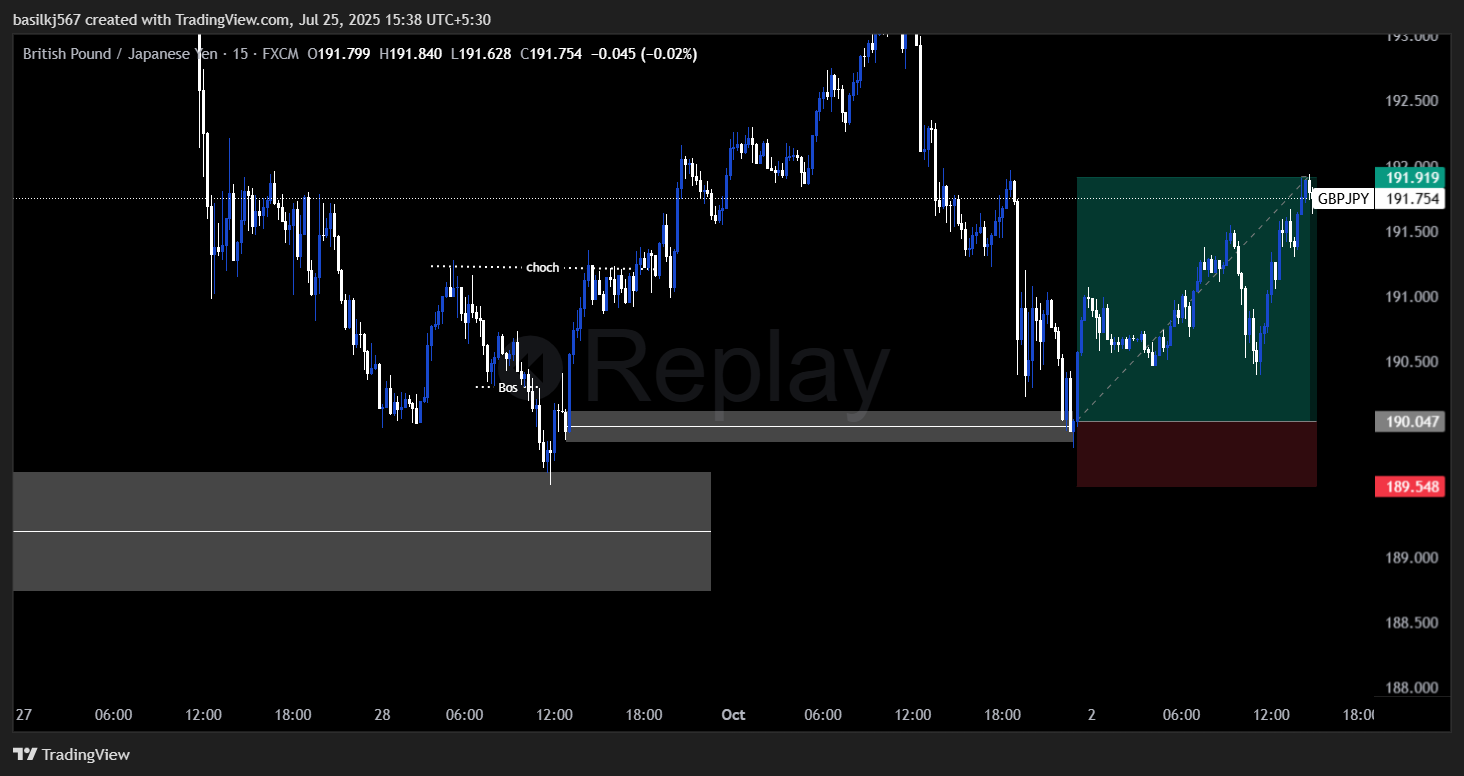 basilkj567 created with TradingView.com, Jul 25, 2025 15:38 UTC+5:30
British Pound / Japanese Yen · 15 · FXCM O191.799 H191.840 L191.628 C191.754 −0.045 (−0.02%)
193.000
192.500
192.000
191.919
GBPJPY 191.754
191.500
choch
191.000
Replay
190.500
Bos
190.047
189.548
189.000
188.500
188.000
27 06:00 12:00 18:00 28 06:00 12:00 18:00 Oct 06:00 12:00 18:00 2 06:00 12:00 18:00
TradingView